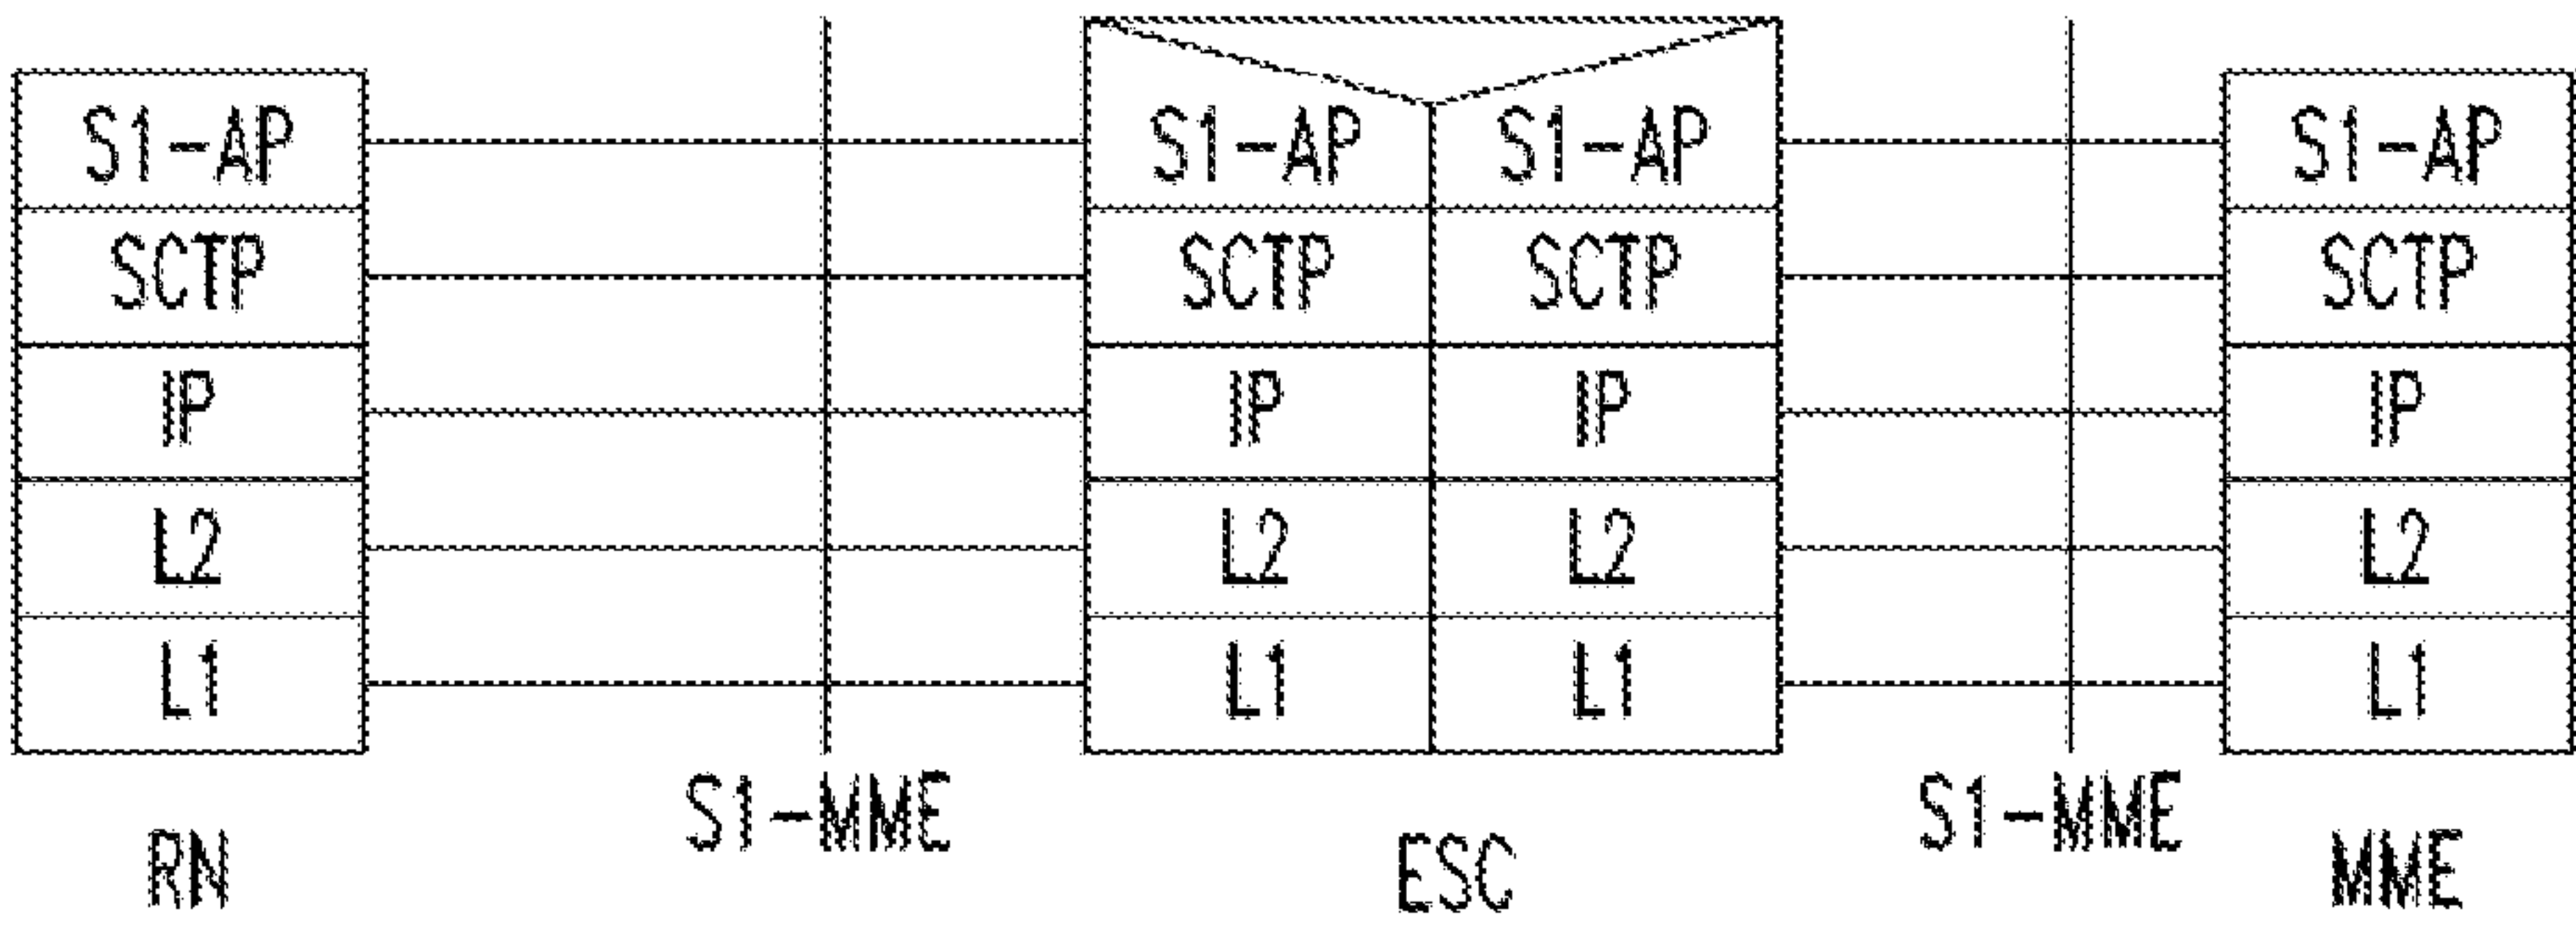 S1-AP S1-AP S1-AP S1-AP
SCTP SCTP SCTP SCTP
IP IP IP IP
L2 L2 L2 L2
L1 L1 L1 L1
S1-MME S1-MME
RN ESC MME